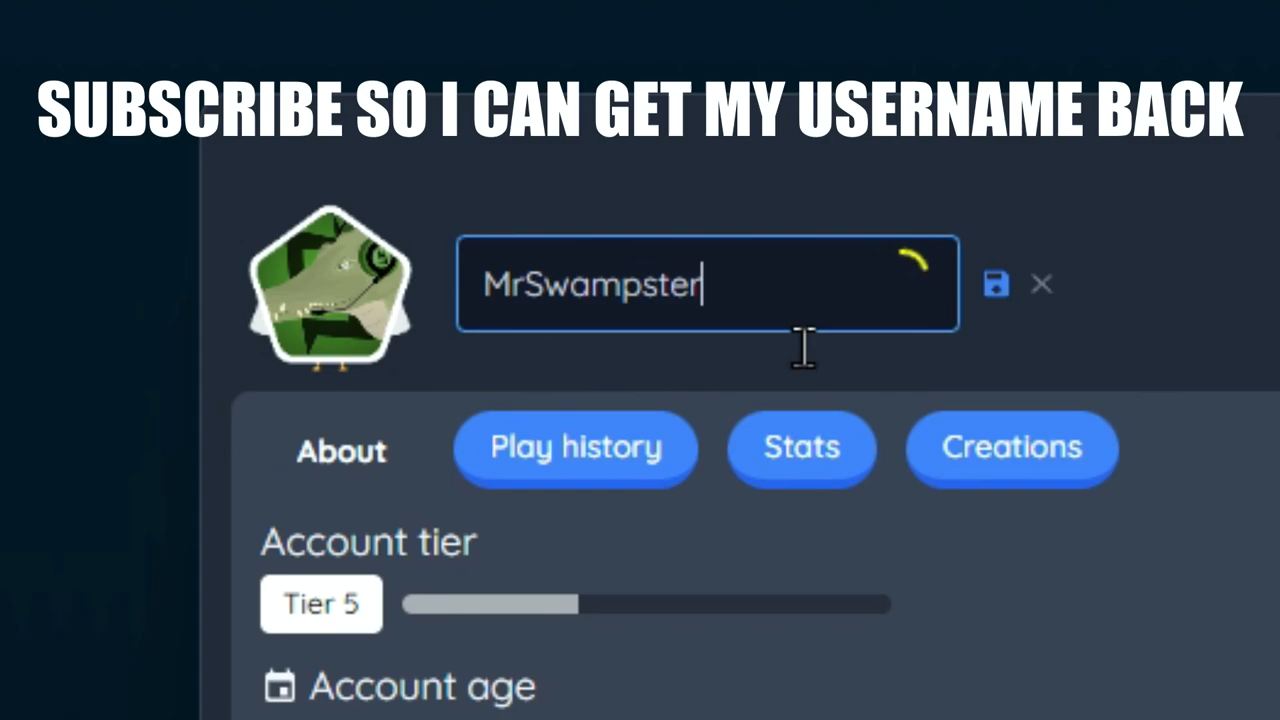 SUBSCRIBE SO I CAN GET MY USERNAME BACK
MrSwampster
About Play history Stats Creations
Account tier
Tier 5
Account age